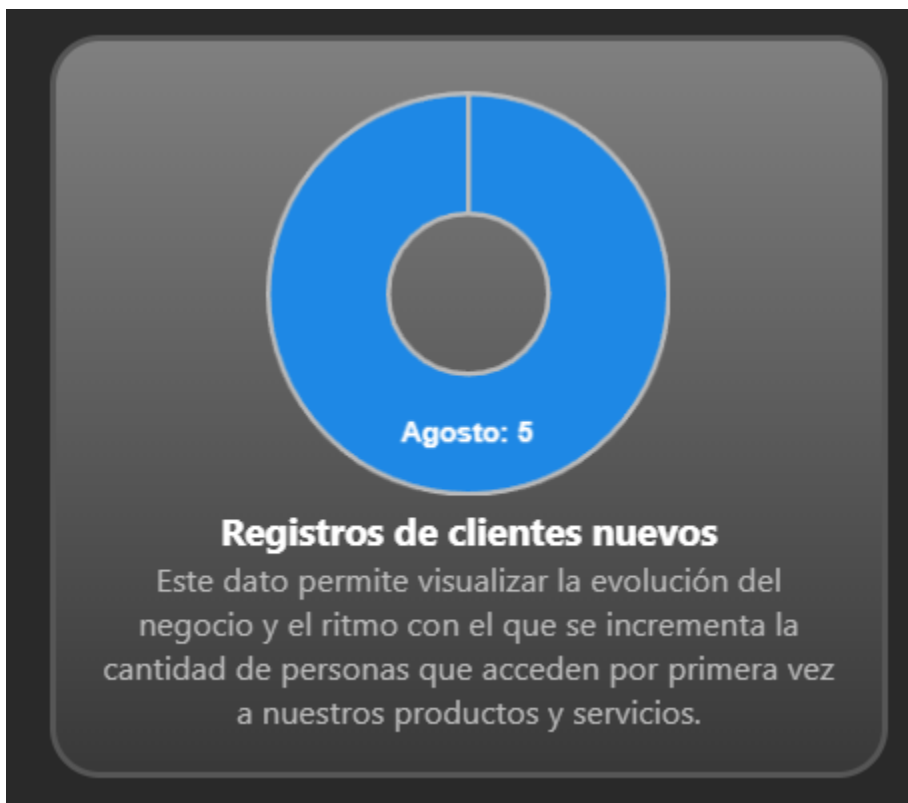 Agosto: 5
Registros de clientes nuevos
Este dato permite visualizar la evolución del
negocio y el ritmo con el que se incrementa la
cantidad de personas que acceden por primera vez
a nuestros productos y servicios.